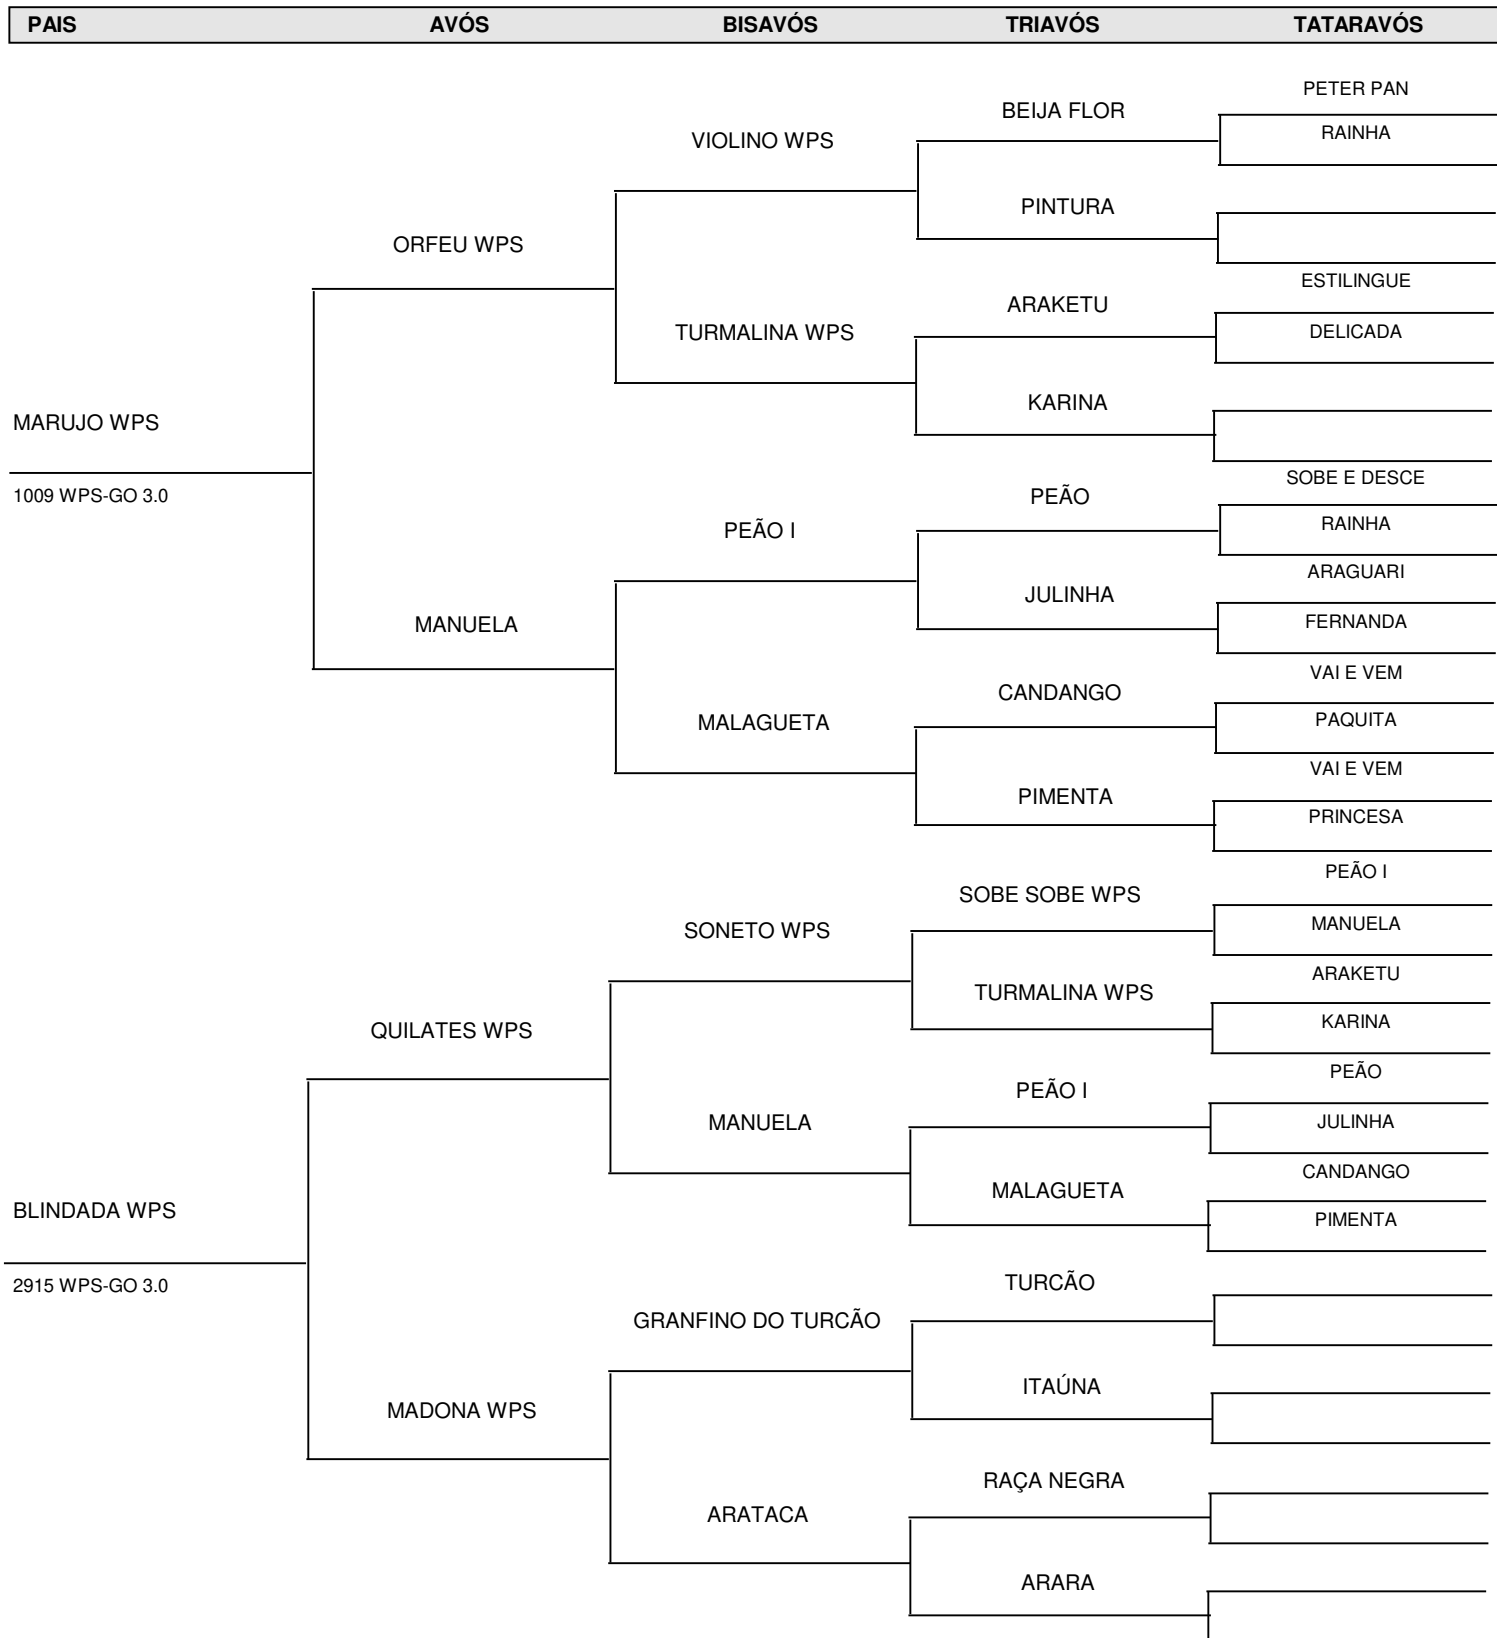 PAIS AVÓS BISAVÓS TRIAVÓS TATARAVÓS
PETER PAN
BEIJA FLOR
RAINHA
VIOLINO WPS
PINTURA
ORFEU WPS
ESTILINGUE
ARAKETU
DELICADA
TURMALINA WPS
KARINA
MARUJO WPS
1009 WPS-GO 3.0
SOBE E DESCE
PEÃO
RAINHA
PEÃO I
ARAGUARI
JULINHA
FERNANDA
MANUELA
VAI E VEM
CANDANGO
PAQUITA
MALAGUETA
VAI E VEM
PIMENTA
PRINCESA
PEÃO I
SOBE SOBE WPS
MANUELA
SONETO WPS
ARAKETU
TURMALINA WPS
KARINA
QUILATES WPS
PEÃO
PEÃO I
JULINHA
MANUELA
CANDANGO
MALAGUETA
PIMENTA
BLINDADA WPS
2915 WPS-GO 3.0
TURCÃO
GRANFINO DO TURCÃO
ITAÚNA
MADONA WPS
RAÇA NEGRA
ARATACA
ARARA